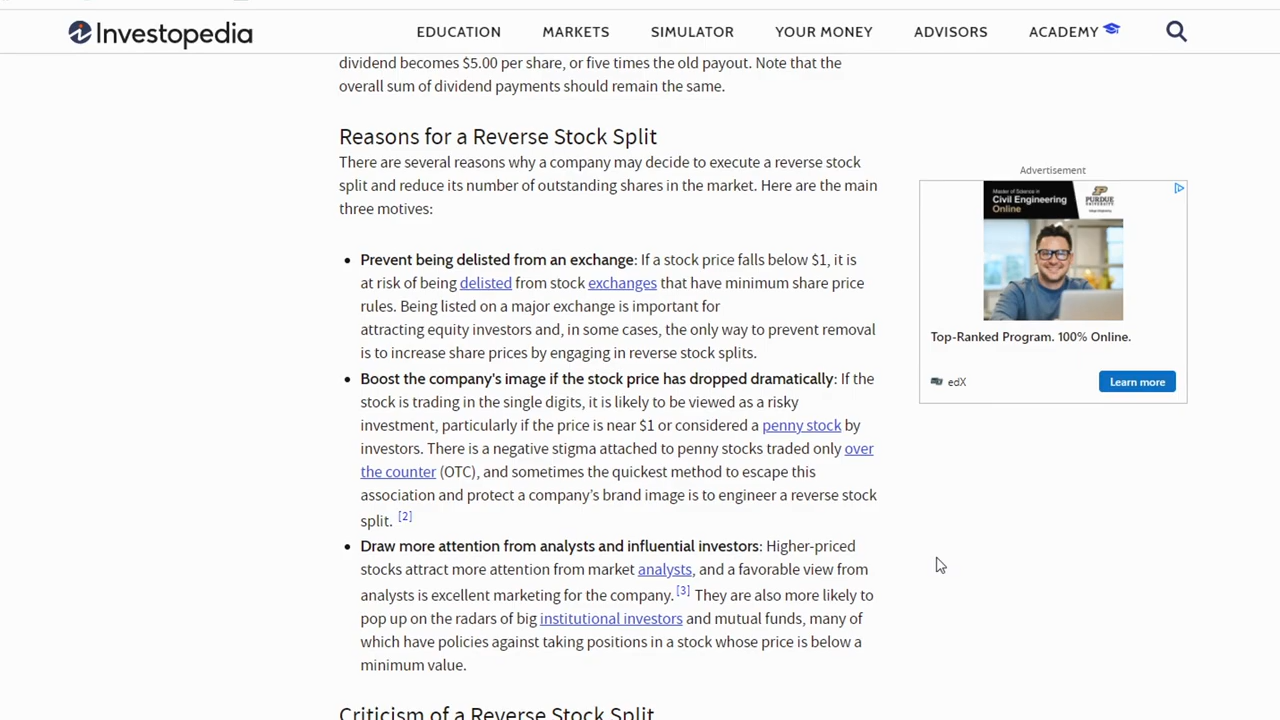 Investopedia
EDUCATION
MARKETS
SIMULATOR
YOUR MONEY
ADVISORS
ACADEMY
dividend becomes $5.00 per share, or five times the old payout. Note that the
overall sum of dividend payments should remain the same.
Reasons for a Reverse Stock Split
There are several reasons why a company may decide to execute a reverse stock
split and reduce its number of outstanding shares in the market. Here are the main
three motives:
• Prevent being delisted from an exchange: If a stock price falls below $1, it is
at risk of being delisted from stock exchanges that have minimum share price
rules. Being listed on a major exchange is important for
attracting equity investors and, in some cases, the only way to prevent removal
is to increase share prices by engaging in reverse stock splits.
• Boost the company's image if the stock price has dropped dramatically: If the
stock is trading in the single digits, it is likely to be viewed as a risky
investment, particularly if the price is near $1 or considered a penny stock by
investors. There is a negative stigma attached to penny stocks traded only over
the counter (OTC), and sometimes the quickest method to escape this
association and protect a company’s brand image is to engineer a reverse stock
split. [2]
• Draw more attention from analysts and influential investors: Higher-priced
stocks attract more attention from market analysts, and a favorable view from
analysts is excellent marketing for the company. [3] They are also more likely to
pop up on the radars of big institutional investors and mutual funds, many of
which have policies against taking positions in a stock whose price is below a
minimum value.
Criticism of a Reverse Stock Split
Advertisement
Master of Science in
Civil Engineering
Online
PURDUE
UNIVERSITY
Top-Ranked Program. 100% Online.
edX
Learn more